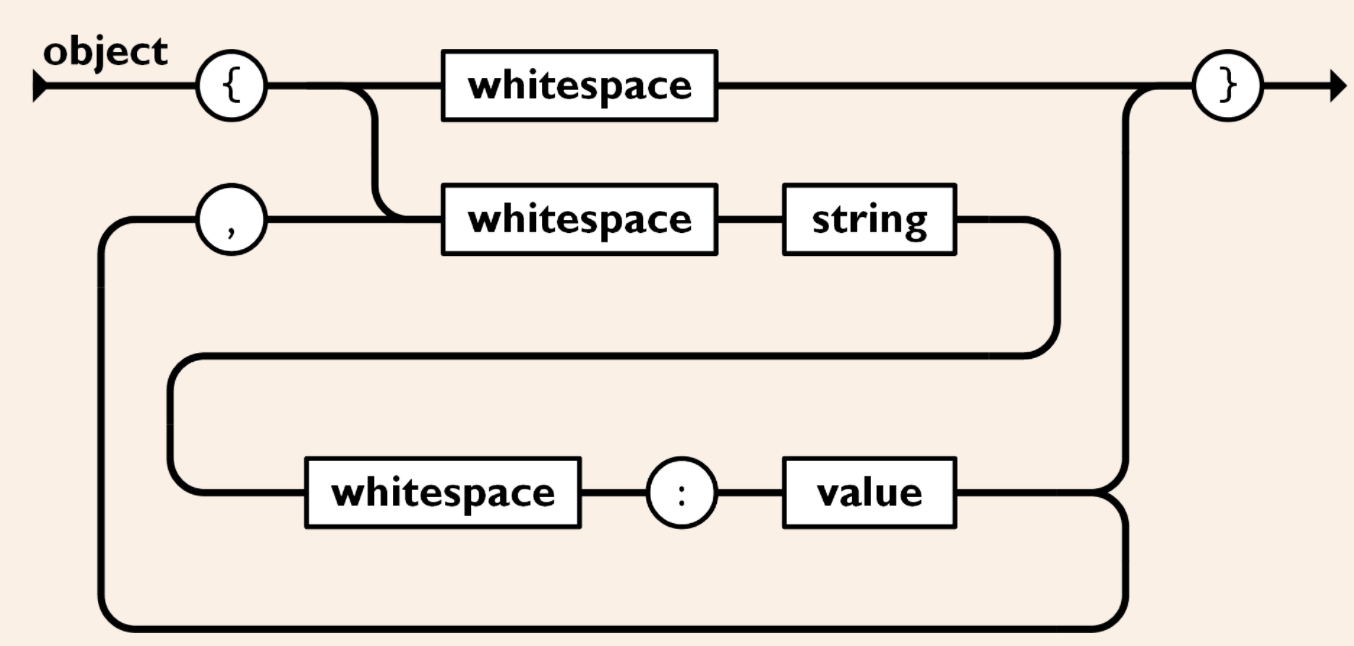 object
{ whitespace }
, whitespace string
whitespace : value